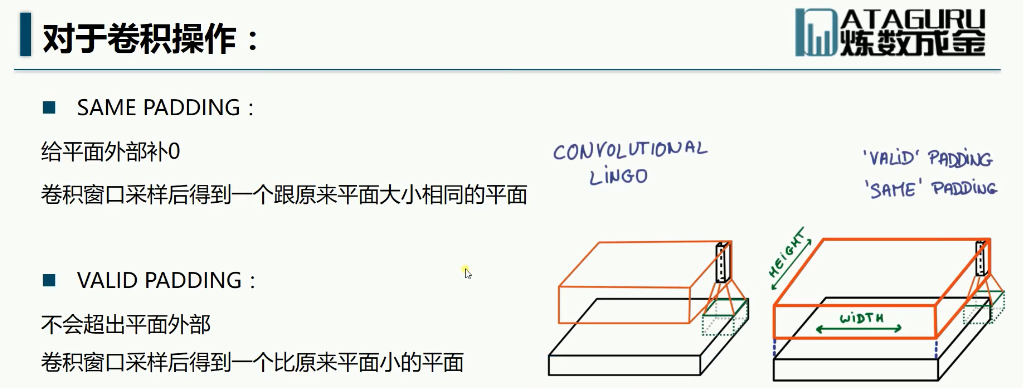 对于卷积操作：
DATAGURU
炼数成金
SAME PADDING：
给平面外部补0
卷积窗口采样后得到一个跟原来平面大小相同的平面
VALID PADDING：
不会超出平面外部
卷积窗口采样后得到一个比原来平面小的平面
CONVOLUTIONAL
LINGO
'VALID' PADDING
'SAME' PADDING
HEIGHT
WIDTH